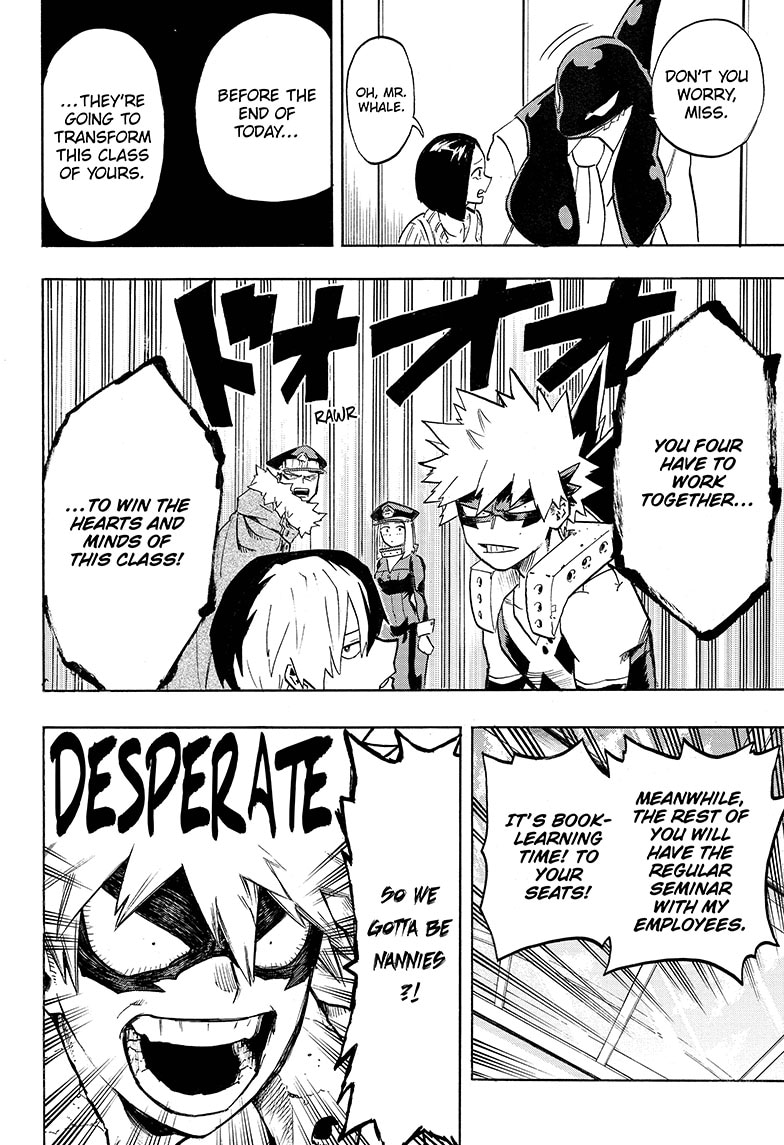 DON'T YOU
WORRY,
MISS.
OH, MR.
WHALE.
BEFORE THE
END OF
TODAY...
...THEY'RE
GOING TO
TRANSFORM
THIS CLASS
OF YOURS.
ドオオオ
RAWR
YOU FOUR
HAVE TO
WORK
TOGETHER...
...TO WIN THE
HEARTS AND
MINDS OF
THIS CLASS!
MEANWHILE,
THE REST OF
YOU WILL
HAVE THE
REGULAR
SEMINAR
WITH MY
EMPLOYEES.
IT'S BOOK-
LEARNING
TIME! TO
YOUR
SEATS!
SO WE
GOTTA BE
NANNIES
?!
DESPERATE